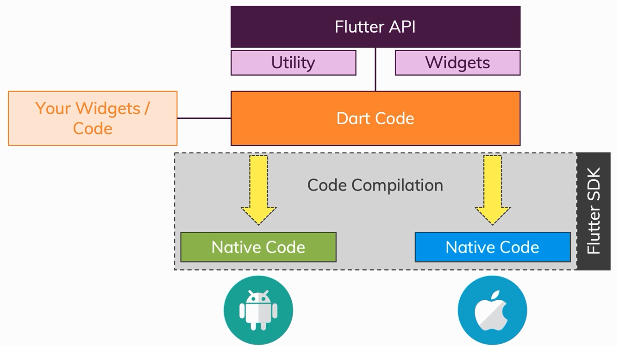 Flutter API
Utility
Widgets
Your Widgets /
Code
Dart Code
Code Compilation
Flutter SDK
Native Code
Native Code